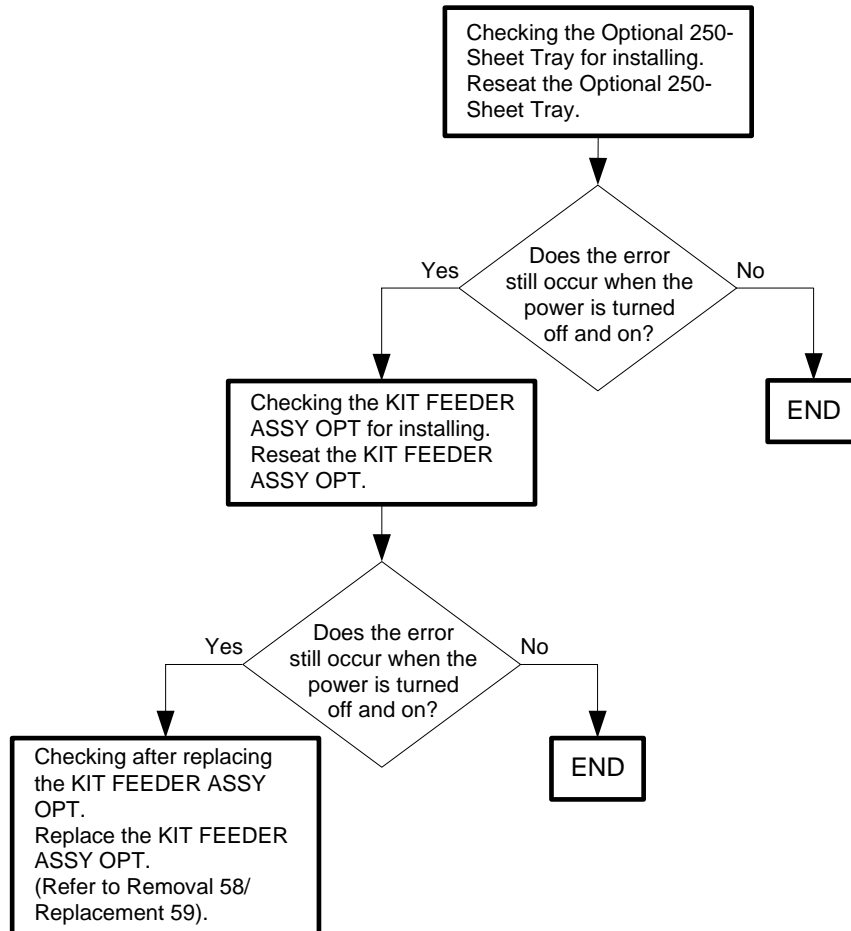 Checking the Optional 250-
Sheet Tray for installing.
Reseat the Optional 250-
Sheet Tray.
Does the error
still occur when the
power is turned
off and on?
Yes
No
END
Checking the KIT FEEDER
ASSY OPT for installing.
Reseat the KIT FEEDER
ASSY OPT.
Does the error
still occur when the
power is turned
off and on?
Yes
No
END
Checking after replacing
the KIT FEEDER ASSY
OPT.
Replace the KIT FEEDER
ASSY OPT.
(Refer to Removal 58/
Replacement 59).